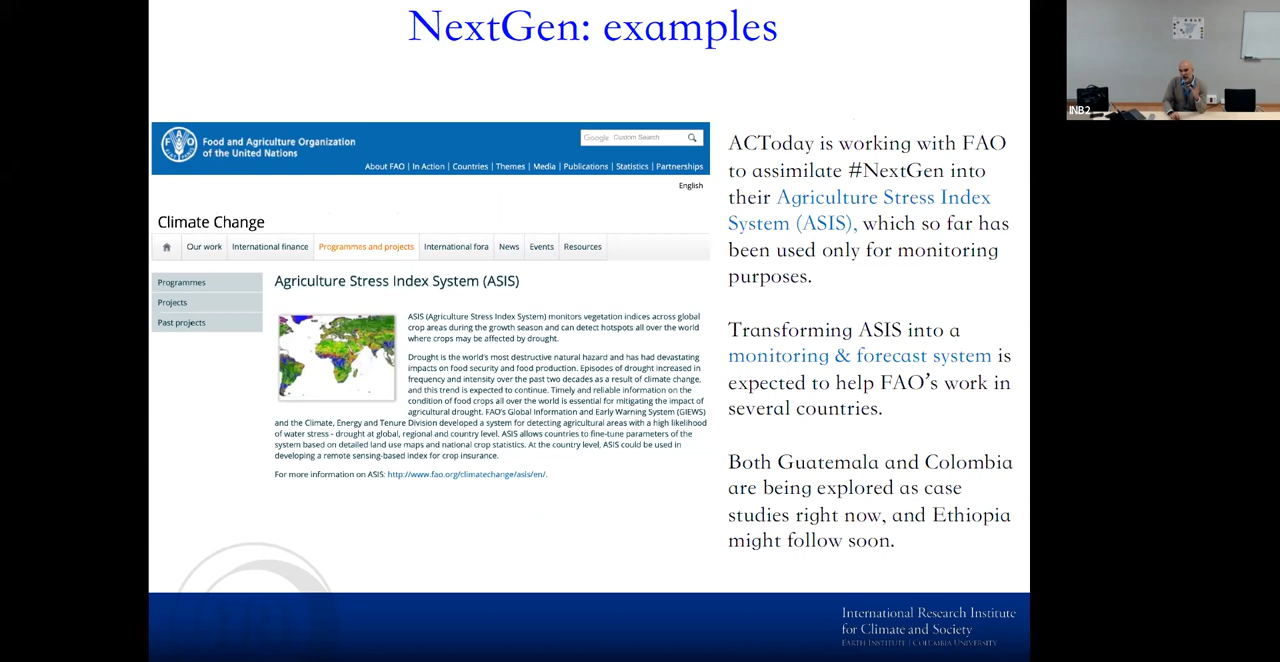 NextGen: examples
INB2
Food and Agriculture Organization
of the United Nations
Google Custom Search
About FAO | In Action | Countries | Themes | Media | Publications | Statistics | Partnerships
English
Climate Change
Our work
International finance
Programmes and projects
International fora
News
Events
Resources
Programmes
Projects
Past projects
Agriculture Stress Index System (ASIS)
ASIS (Agriculture Stress Index System) monitors vegetation indices across global
crop areas during the growth season and can detect hotspots all over the world
where crops may be affected by drought.
Drought is the world's most destructive natural hazard and has had devastating
impacts on food security and food production. Episodes of drought increased in
frequency and intensity over the past two decades as a result of climate change,
and this trend is expected to continue. Timely and reliable information on the
condition of food crops all over the world is essential for mitigating the impact of
agricultural drought. FAO's Global Information and Early Warning System (GIEWS)
and the Climate, Energy and Tenure Division developed a system for detecting agricultural areas with a high likelihood
of water stress - drought at global, regional and country level. ASIS allows countries to fine-tune parameters of the
system based on detailed land use maps and national crop statistics. At the country level, ASIS could be used in
developing a remote sensing-based index for crop insurance.
For more information on ASIS: http://www.fao.org/climatechange/asis/en/.
ACToday is working with FAO
to assimilate #NextGen into
their Agriculture Stress Index
System (ASIS), which so far has
been used only for monitoring
purposes.
Transforming ASIS into a
monitoring & forecast system is
expected to help FAO's work in
several countries.
Both Guatemala and Colombia
are being explored as case
studies right now, and Ethiopia
might follow soon.
International Research Institute
for Climate and Society
EARTH INSTITUTE | COLUMBIA UNIVERSITY